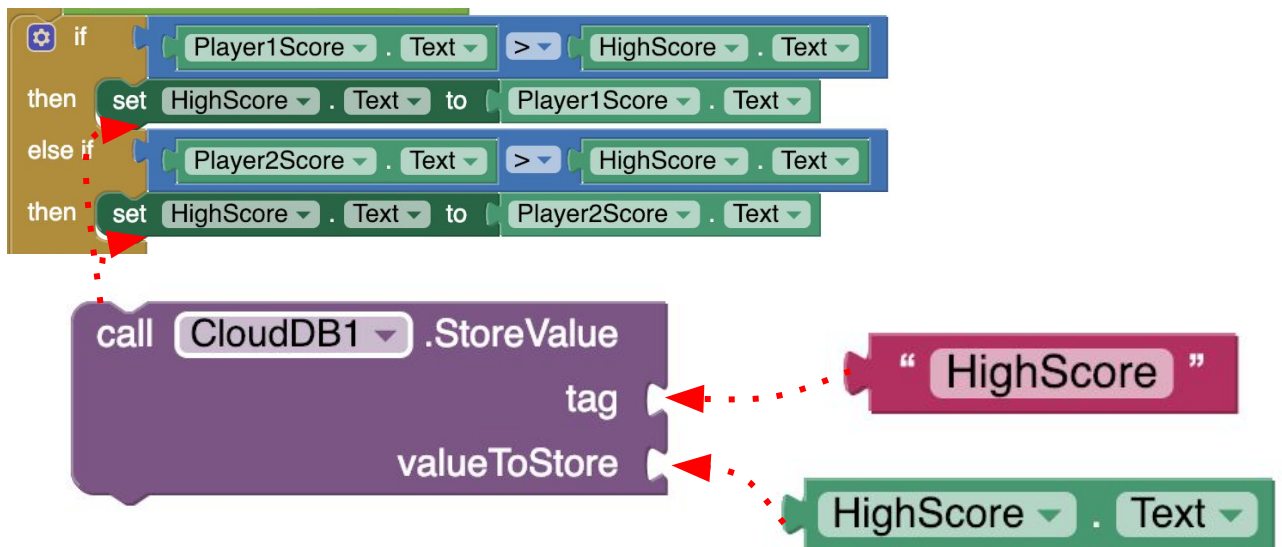 if Player1Score . Text > HighScore . Text
then set HighScore . Text to Player1Score . Text
else if Player2Score . Text > HighScore . Text
then set HighScore . Text to Player2Score . Text
call CloudDB1 .StoreValue
tag
“ HighScore ”
valueToStore
HighScore . Text